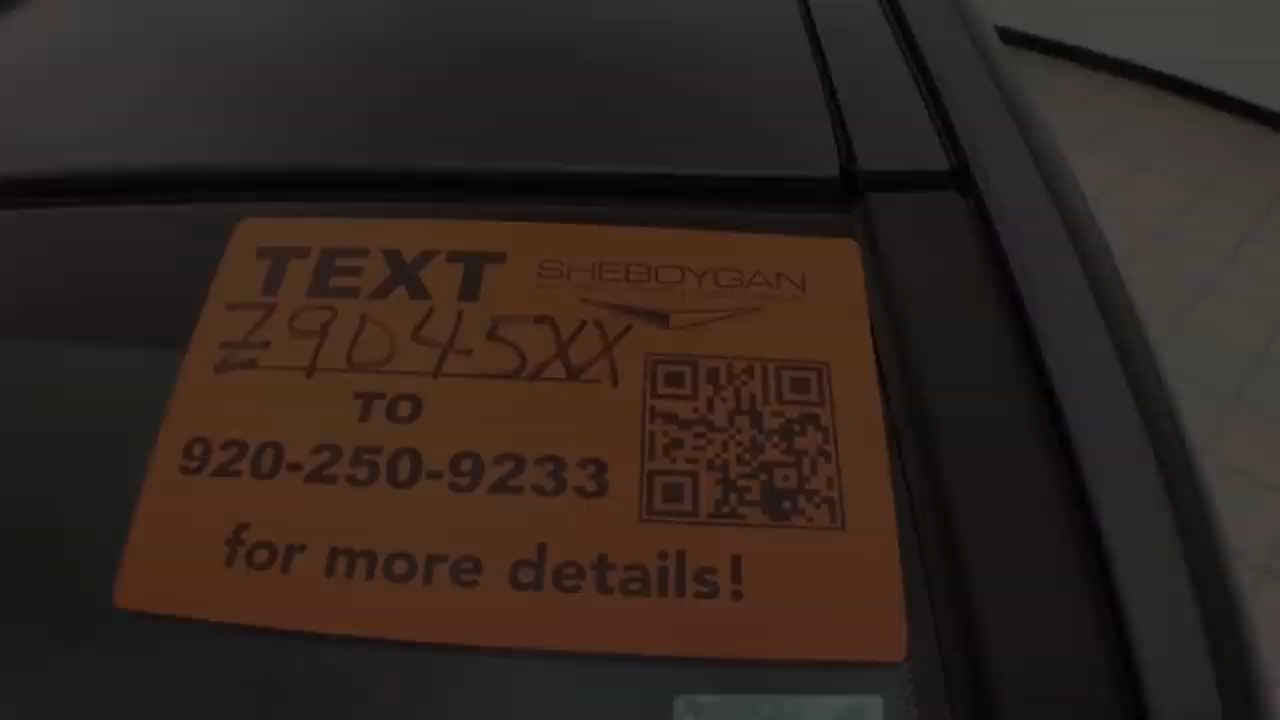 TEXT
SHEBOYGAN
Z9D45XX
TO
920-250-9233
for more details!